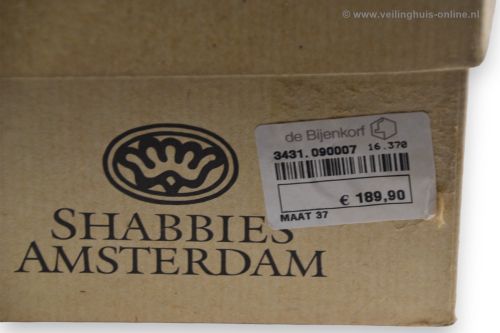 © www.veilinghuis-online.nl
de Bijenkorf
3431.090007 16.370
€ 189,90
MAAT 37
SHABBIES
AMSTERDAM